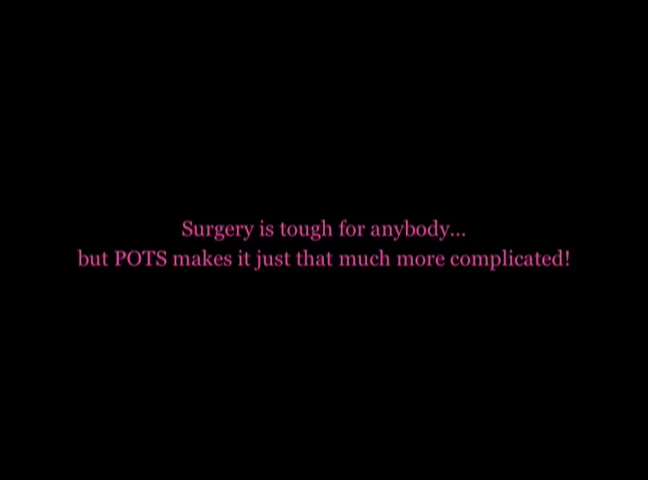 Surgery is tough for anybody...
but POTS makes it just that much more complicated!